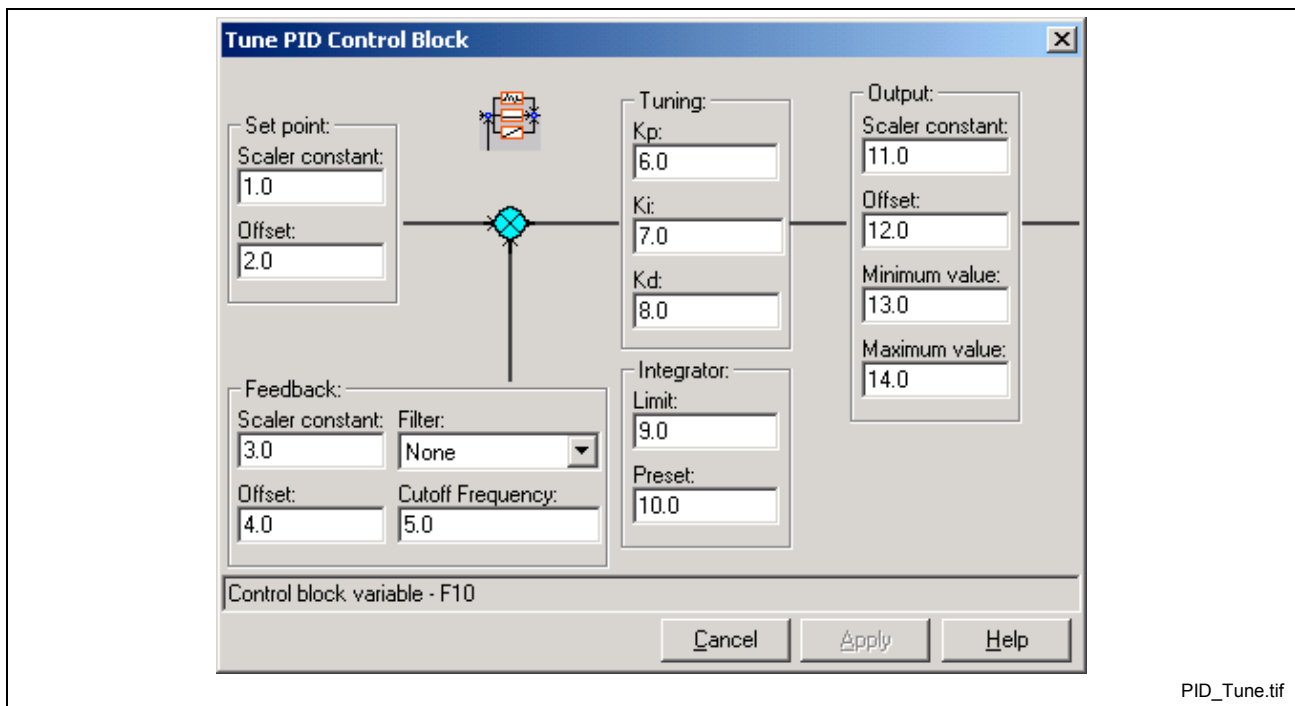 Tune PID Control Block
Set point:
Scaler constant:
1.0
Offset:
2.0
Feedback:
Scaler constant:
3.0
Filter:
None
Offset:
4.0
Cutoff Frequency:
5.0
Tuning:
Kp:
6.0
Ki:
7.0
Kd:
8.0
Integrator:
Limit:
9.0
Preset:
10.0
Output:
Scaler constant:
11.0
Offset:
12.0
Minimum value:
13.0
Maximum value:
14.0
Control block variable - F10
Cancel
Apply
Help
PID_Tune.tif